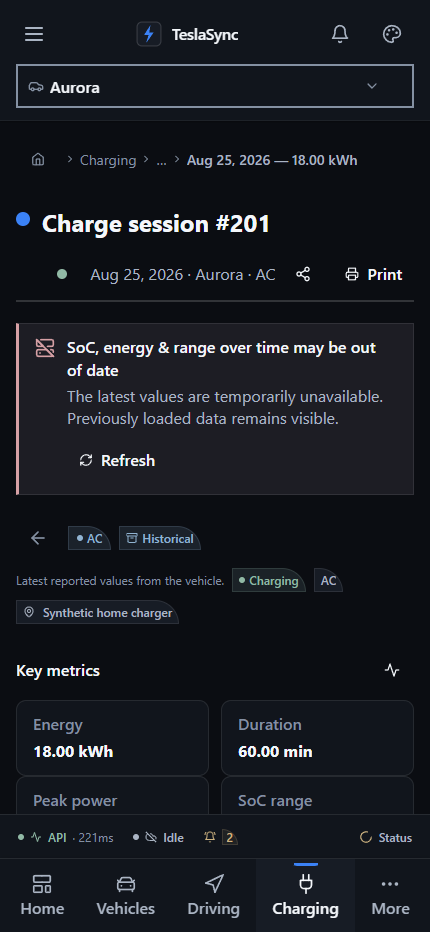 TeslaSync
Aurora
Charging
...
Aug 25, 2026 — 18.00 kWh
Charge session #201
Aug 25, 2026 · Aurora · AC
Print
SoC, energy & range over time may be out
of date
The latest values are temporarily unavailable.
Previously loaded data remains visible.
Refresh
AC
Historical
Latest reported values from the vehicle.
Charging
AC
Synthetic home charger
Key metrics
Energy
Duration
18.00 kWh
60.00 min
Peak power
SoC range
API · 221ms
Idle
2
Status
Home
Vehicles
Driving
Charging
More